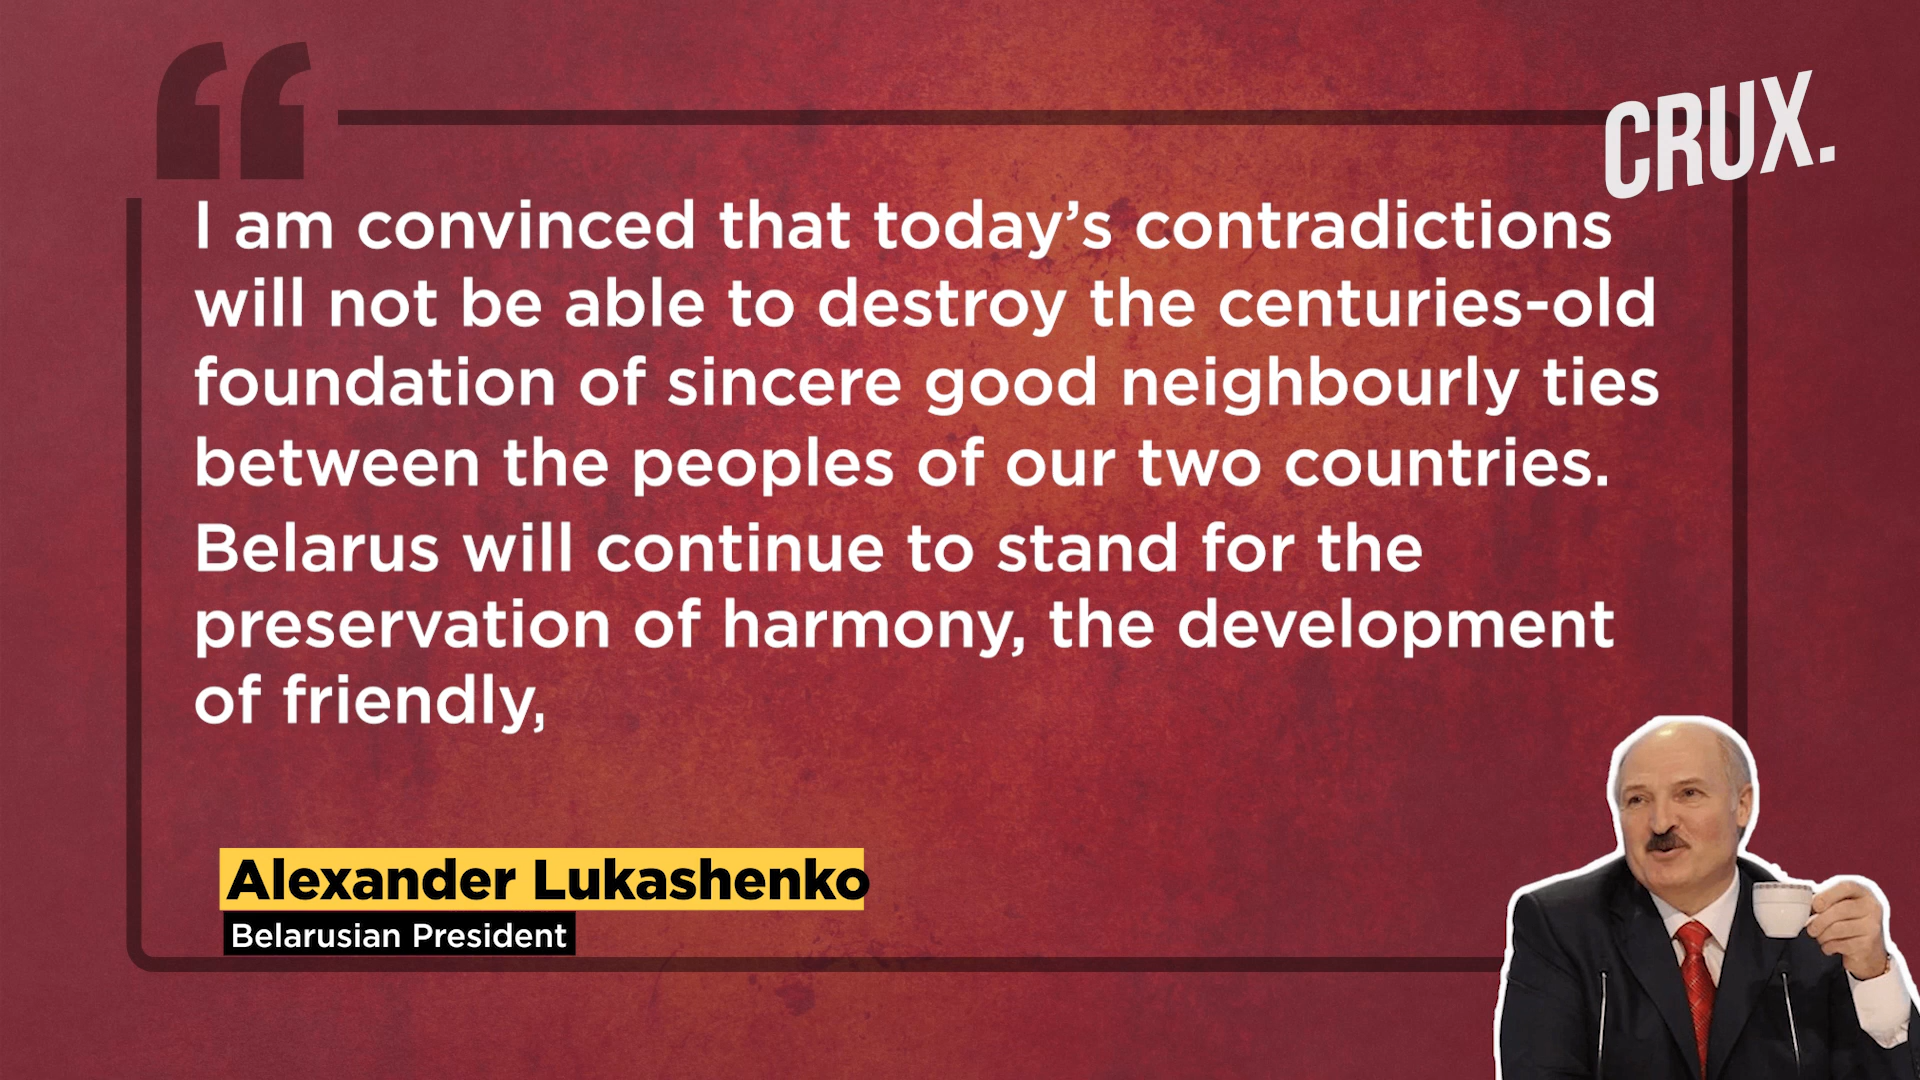 CRUX.
I am convinced that today’s contradictions
will not be able to destroy the centuries-old
foundation of sincere good neighbourly ties
between the peoples of our two countries.
Belarus will continue to stand for the
preservation of harmony, the development
of friendly,
Alexander Lukashenko
Belarusian President